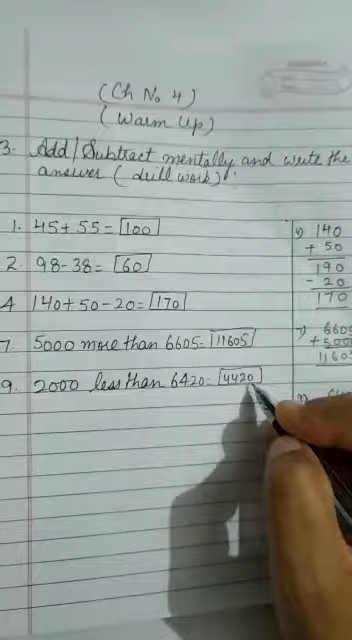 (Ch No 4)
(Warm Up)
3. Add/Subtract mentally and write the
answer (drill work).
1. 45+55=100
2. 98-38=60
4. 140+50-20=170
7. 5000 more than 6605=11605
9. 2000 less than 6420=4420
140
+ 50
190
- 20
170
7) 6605
+5000
11605